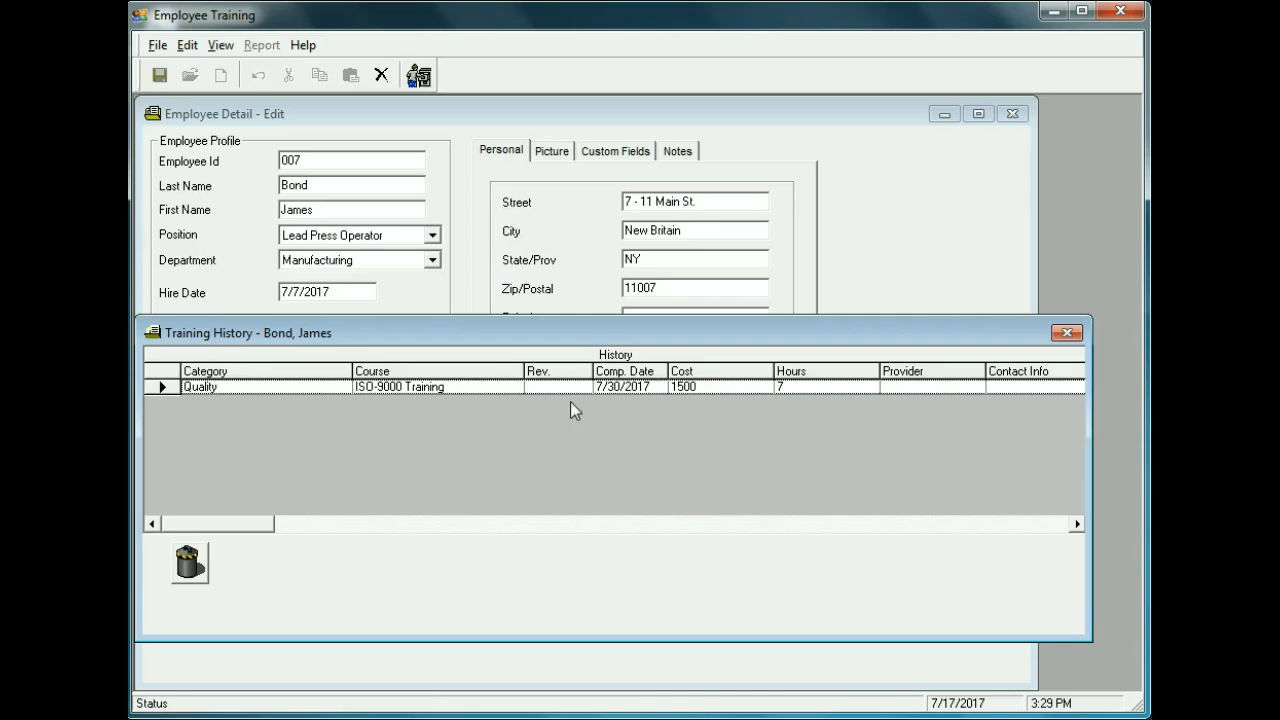 Employee Training
File Edit View Report Help
Employee Detail - Edit
Employee Profile
Employee Id 007
Last Name Bond
First Name James
Position Lead Press Operator
Department Manufacturing
Hire Date 7/7/2017
Personal Picture Custom Fields Notes
Street 7 - 11 Main St.
City New Britain
State/Prov NY
Zip/Postal 11007
Training History - Bond, James
History
Category Course Rev. Comp. Date Cost Hours Provider Contact Info
Quality ISO-9000 Training 7/30/2017 1500 7
Status 7/17/2017 3:29 PM